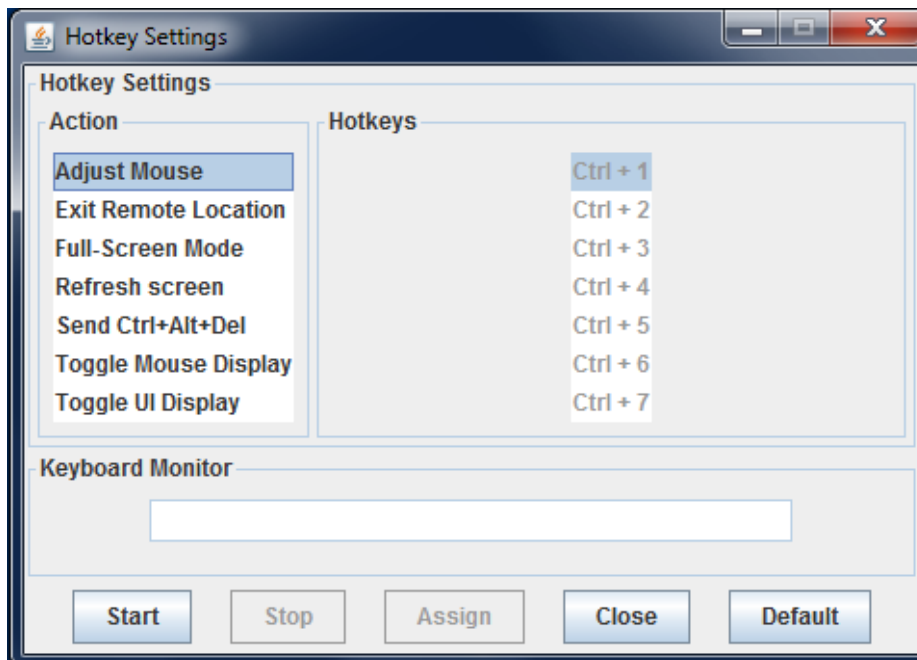 Hotkey Settings
Hotkey Settings
Action
Hotkeys
Adjust Mouse
Ctrl + 1
Exit Remote Location
Ctrl + 2
Full-Screen Mode
Ctrl + 3
Refresh screen
Ctrl + 4
Send Ctrl+Alt+Del
Ctrl + 5
Toggle Mouse Display
Ctrl + 6
Toggle UI Display
Ctrl + 7
Keyboard Monitor
Start
Stop
Assign
Close
Default